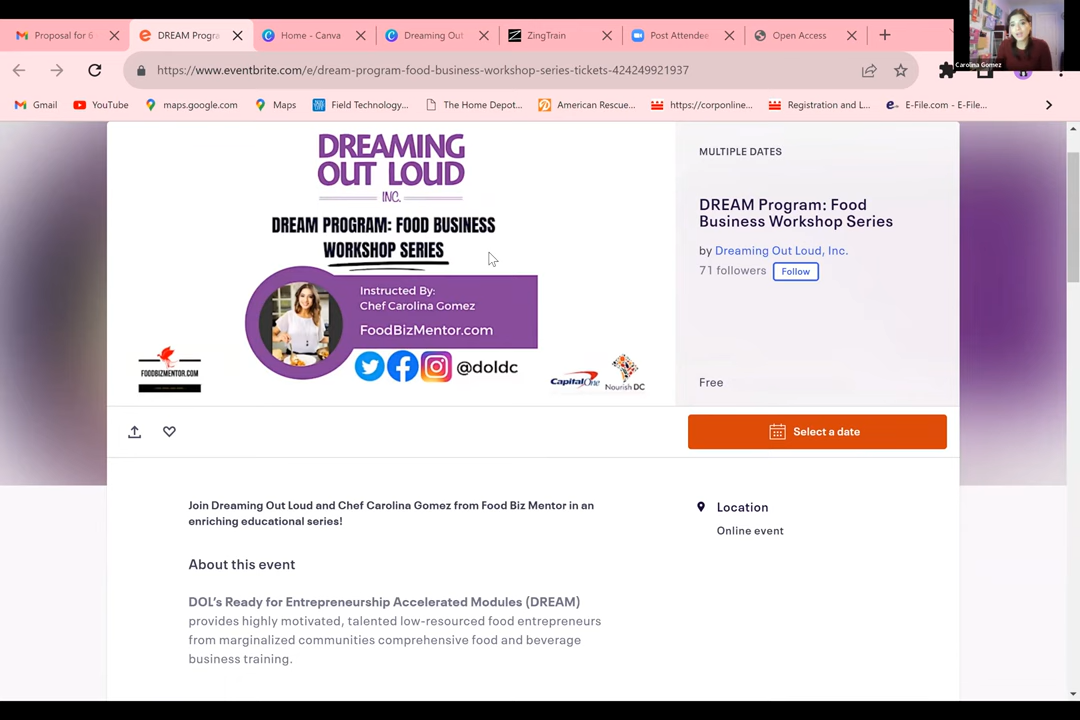 Proposal for 6
DREAM Progra
Home - Canva
Dreaming Out
ZingTrain
Post Attendee
Open Access
Carolina Gomez
https://www.eventbrite.com/e/dream-program-food-business-workshop-series-tickets-424249921937
Gmail
YouTube
maps.google.com
Maps
Field Technology...
The Home Depot...
American Rescue...
https://corponline...
Registration and L...
E-File.com - E-File...
DREAMING
OUT LOUD
INC.
DREAM PROGRAM: FOOD BUSINESS
WORKSHOP SERIES
Instructed By:
Chef Carolina Gomez
FoodBizMentor.com
@doldc
FOODBIZMENTOR.COM
Capital One
Nourish DC
MULTIPLE DATES
DREAM Program: Food
Business Workshop Series
by Dreaming Out Loud, Inc.
71 followers
Follow
Free
Select a date
Join Dreaming Out Loud and Chef Carolina Gomez from Food Biz Mentor in an
enriching educational series!
About this event
DOL's Ready for Entrepreneurship Accelerated Modules (DREAM)
provides highly motivated, talented low-resourced food entrepreneurs
from marginalized communities comprehensive food and beverage
business training.
Location
Online event